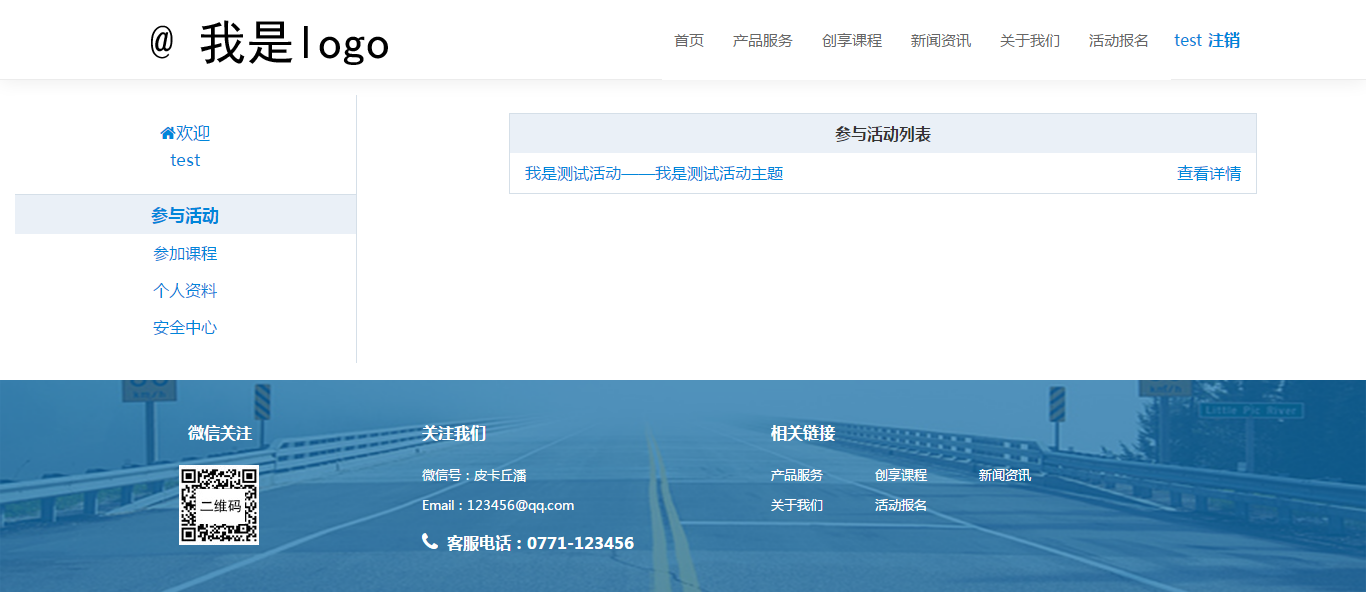 @ 我是logo
首页 产品服务 创享课程 新闻资讯 关于我们 活动报名 test 注销
欢迎
test
参与活动
参加课程
个人资料
安全中心
参与活动列表
我是测试活动——我是测试活动主题 查看详情
km/h
km/h
Little Pic River
微信关注
二维码
关注我们
微信号：皮卡丘潘
Email：123456@qq.com
客服电话：0771-123456
相关链接
产品服务 创享课程 新闻资讯
关于我们 活动报名